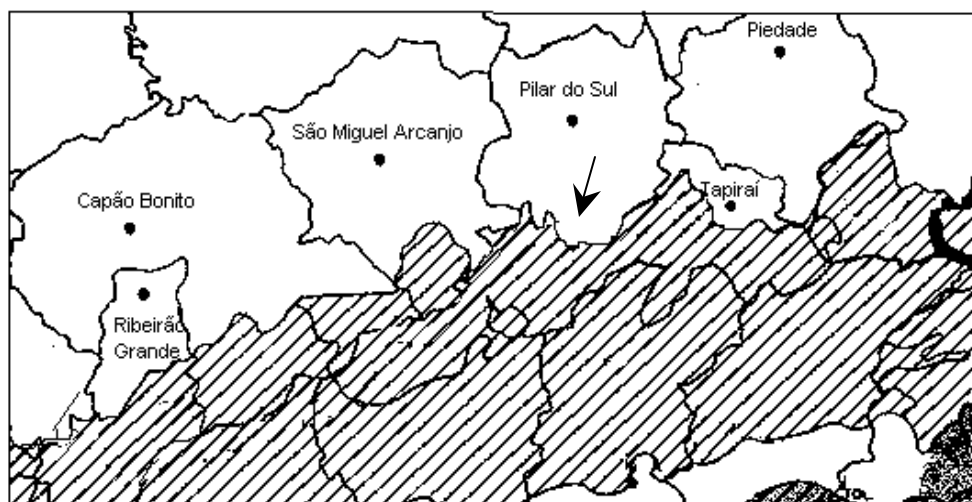 Piedade
Pilar do Sul
São Miguel Arcanjo
Tapiraí
Capão Bonito
Ribeirão
Grande